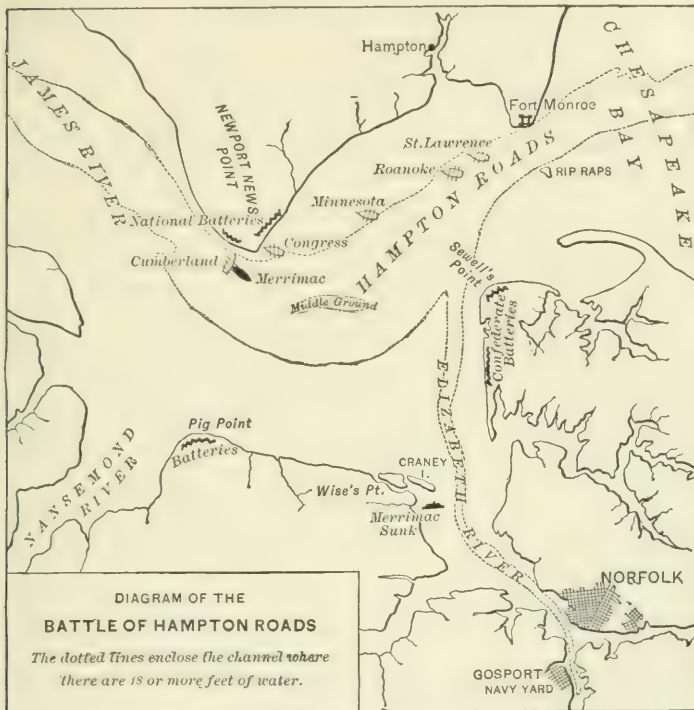 Hampton
CHESAPEAKE BAY
JAMES RIVER
Fort Monroe
NEWPORT NEWS
POINT
St. Lawrence
Roanoke
HAMPTON ROADS
RIP RAPS
Minnesota
National Batteries
Congress
Cumberland
Merrimac
Sewell's
Point
Middle Ground
Confederate
Batteries
ELIZABETH RIVER
Pig Point
Batteries
NANSEMOND
RIVER
CRANEY
I.
Wise's Pt.
Merrimac
Sunk
NORFOLK
GOSPORT
NAVY YARD
DIAGRAM OF THE
BATTLE OF HAMPTON ROADS
The dotted lines enclose the channel where
there are 18 or more feet of water.